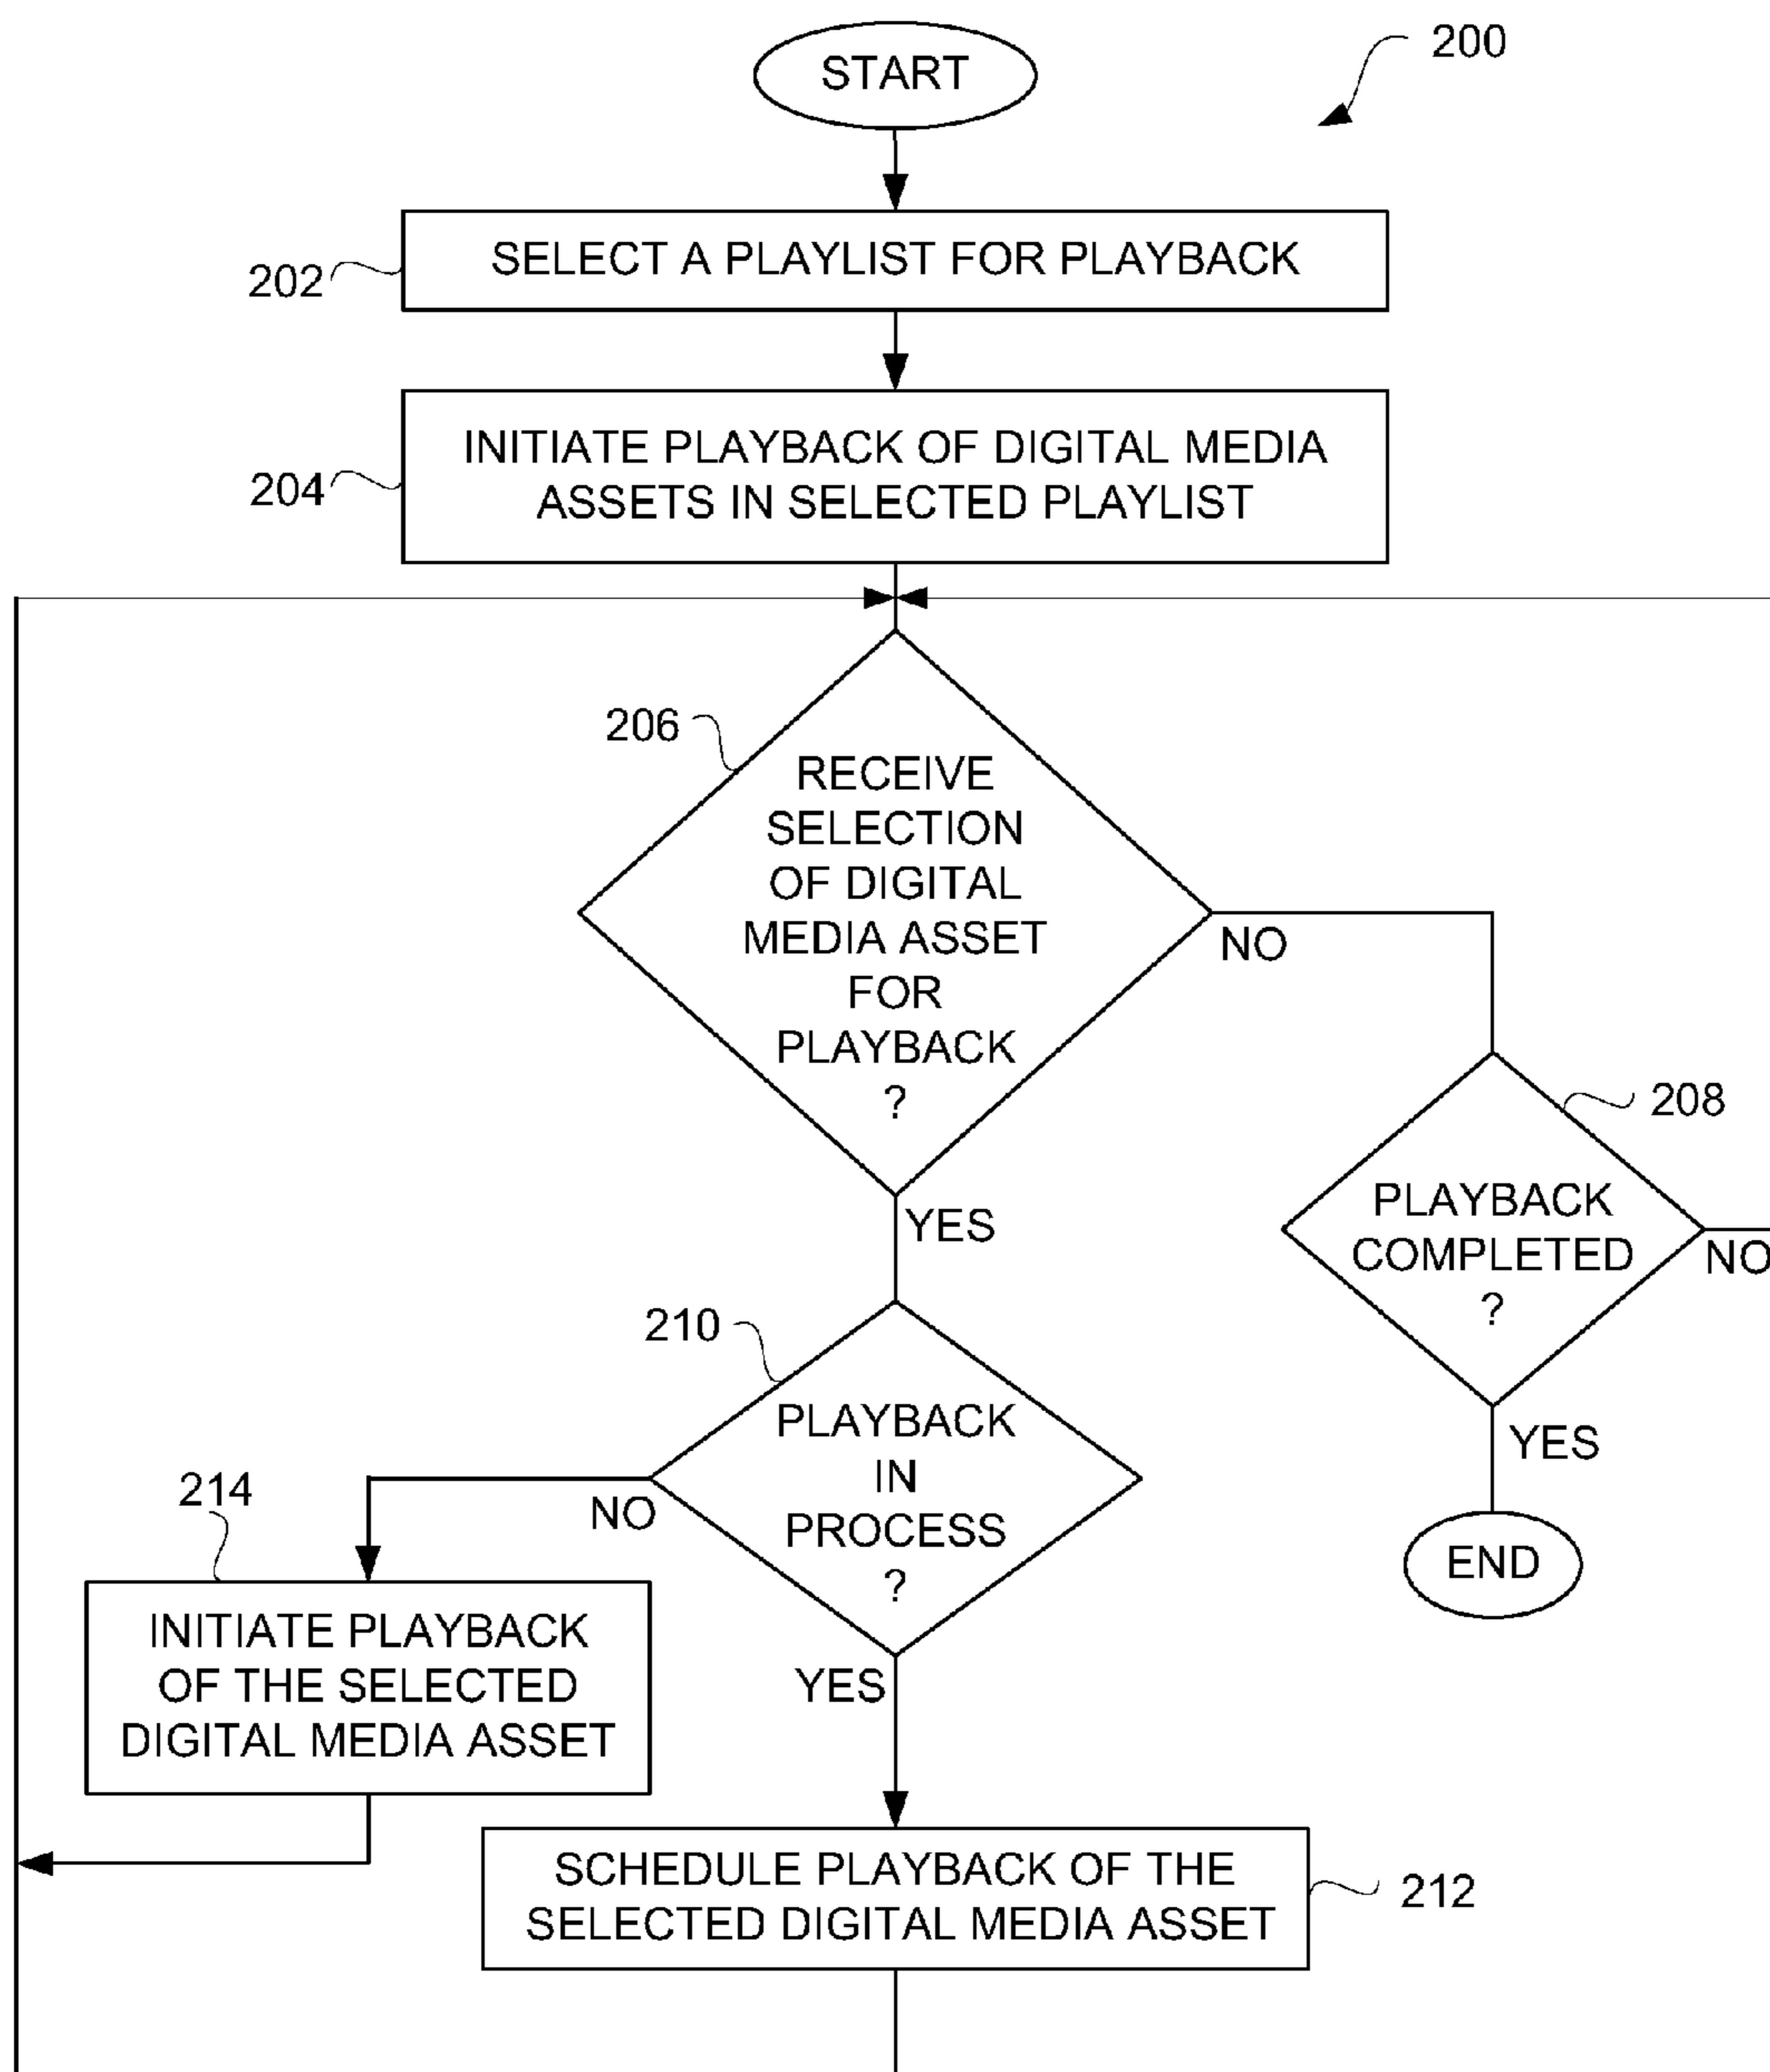 START
200
SELECT A PLAYLIST FOR PLAYBACK
202
INITIATE PLAYBACK OF DIGITAL MEDIA
ASSETS IN SELECTED PLAYLIST
204
206
RECEIVE
SELECTION
OF DIGITAL
MEDIA ASSET
FOR
PLAYBACK
?
NO
YES
208
PLAYBACK
COMPLETED
?
NO
YES
END
210
PLAYBACK
IN
PROCESS
?
NO
YES
214
INITIATE PLAYBACK
OF THE SELECTED
DIGITAL MEDIA ASSET
SCHEDULE PLAYBACK OF THE
SELECTED DIGITAL MEDIA ASSET
212